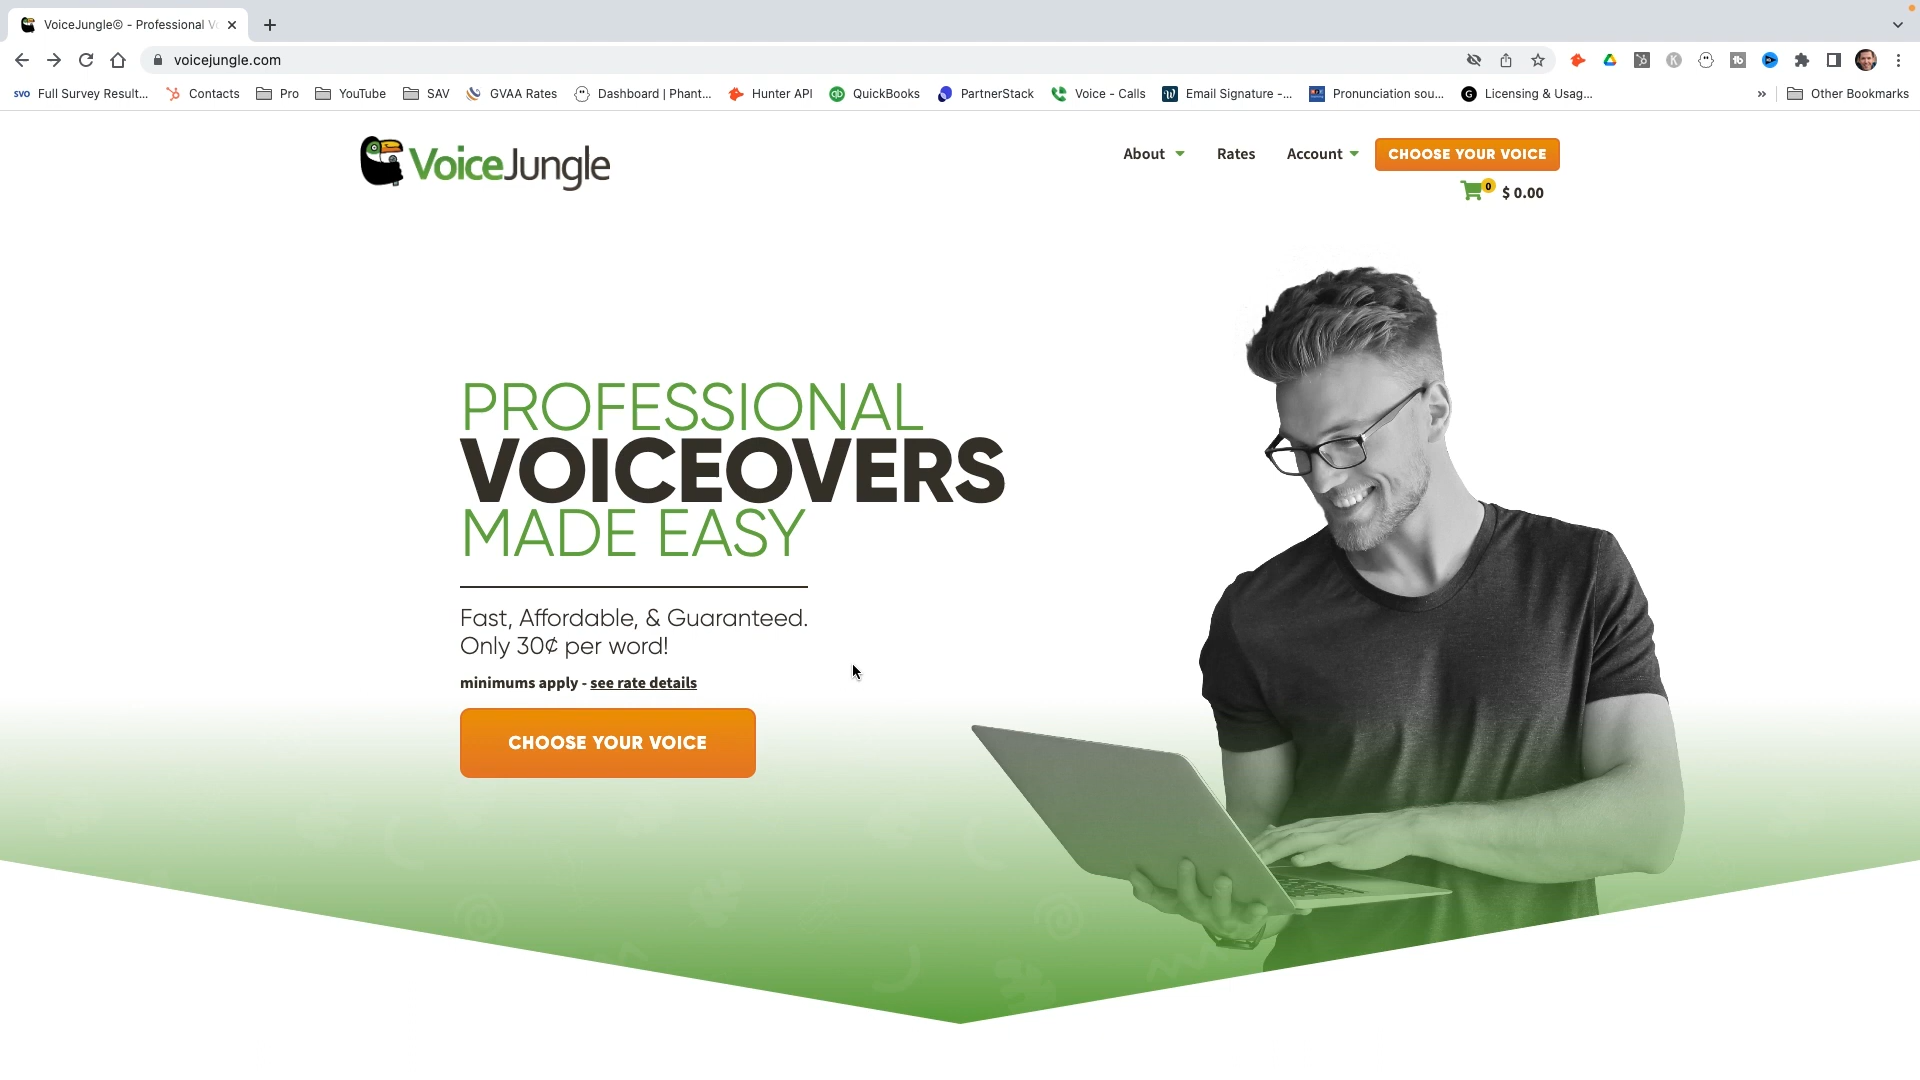 VoiceJungle© - Professional Vo
voicejungle.com
svo Full Survey Result... Contacts Pro YouTube SAV GVAA Rates Dashboard | Phant... Hunter API QuickBooks PartnerStack Voice - Calls Email Signature -... Pronunciation sou... Licensing & Usag... » Other Bookmarks
VoiceJungle
About Rates Account CHOOSE YOUR VOICE
0 $ 0.00
PROFESSIONAL
VOICEOVERS
MADE EASY
Fast, Affordable, & Guaranteed.
Only 30¢ per word!
minimums apply - see rate details
CHOOSE YOUR VOICE